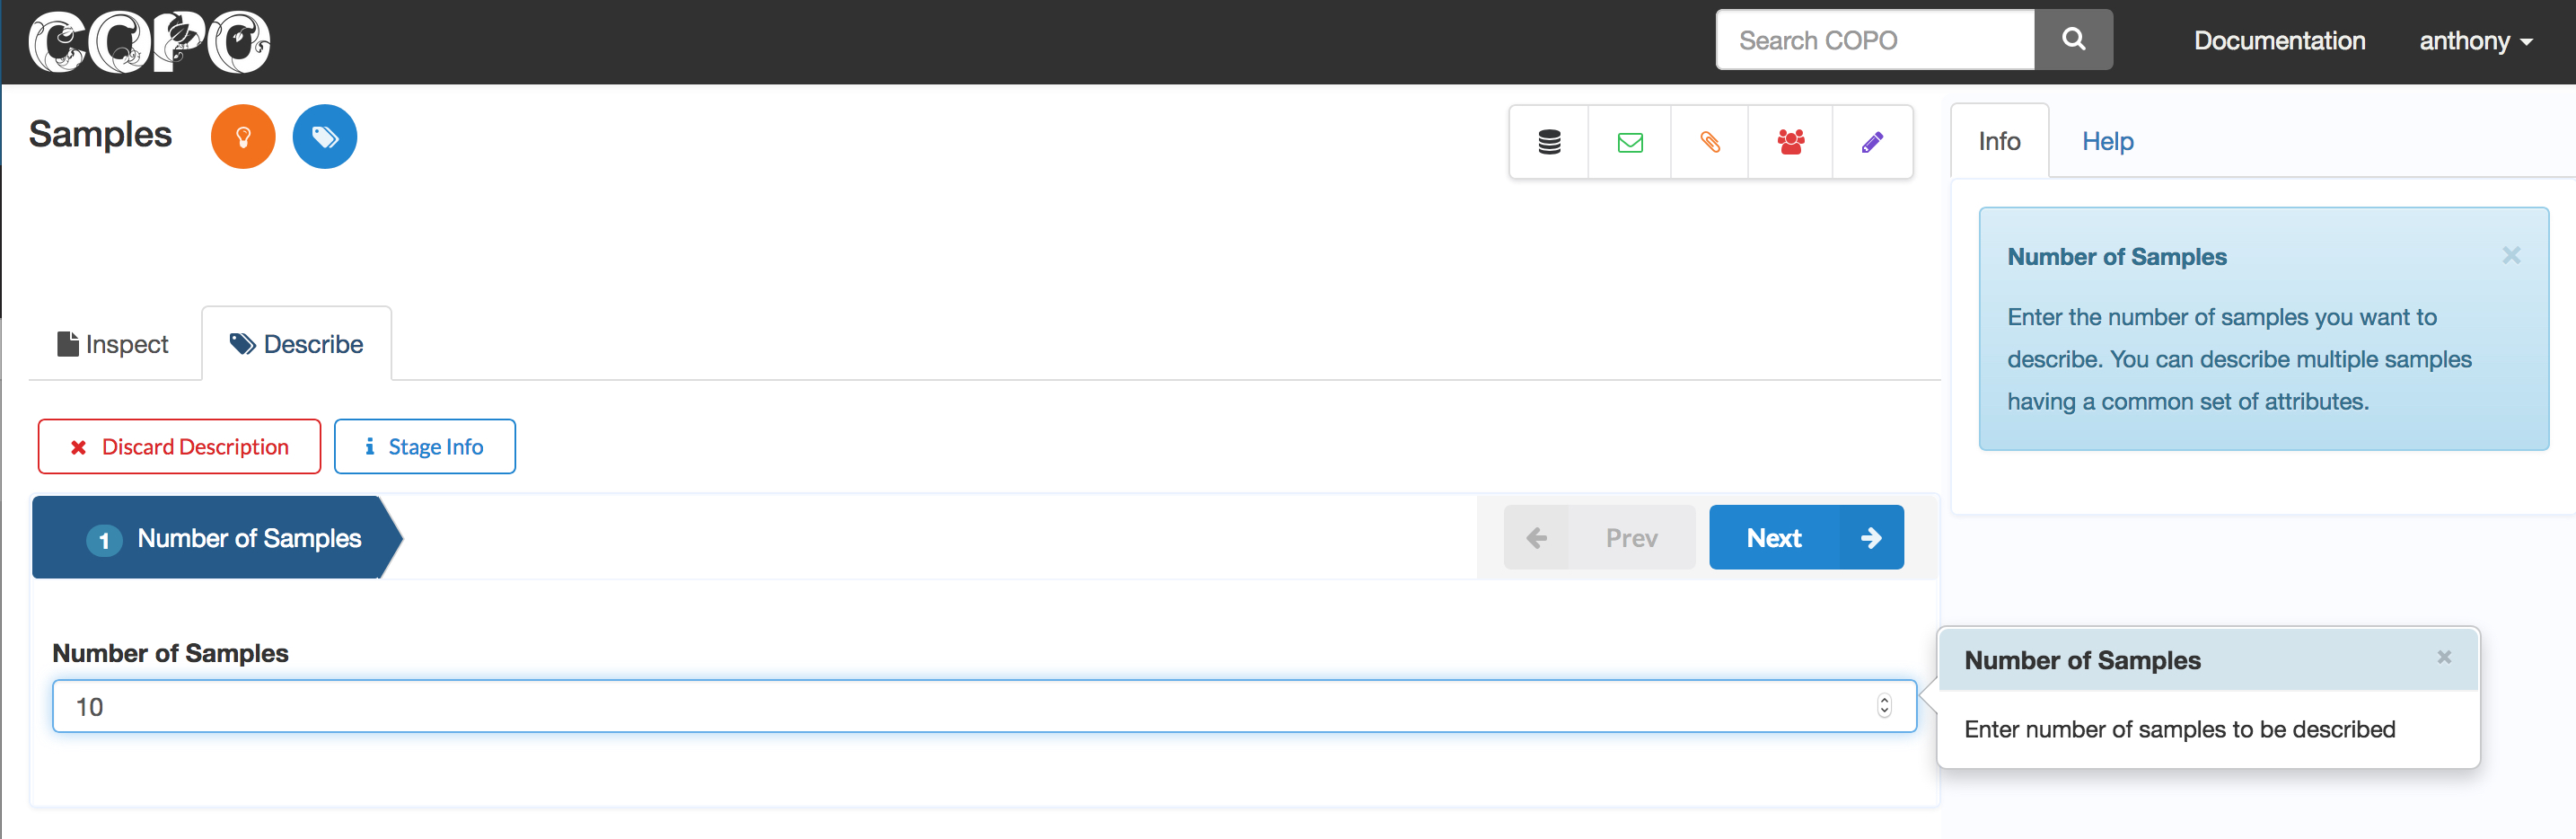 COPO
Search COPO
Documentation
anthony
Samples
Info
Help
Number of Samples
Enter the number of samples you want to
describe. You can describe multiple samples
having a common set of attributes.
Inspect
Describe
Discard Description
Stage Info
1 Number of Samples
Prev
Next
Number of Samples
10
Number of Samples
Enter number of samples to be described